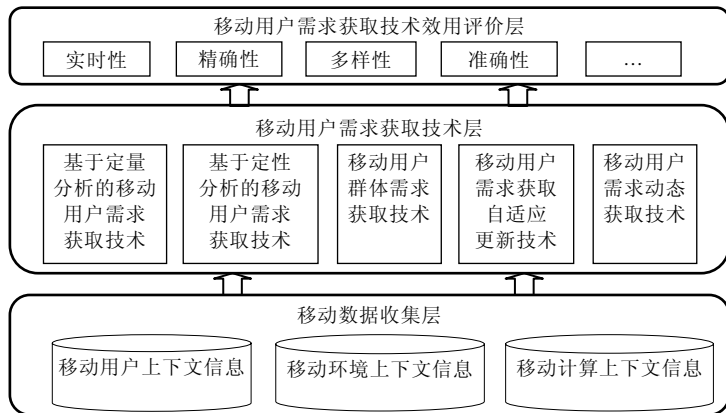 移动用户需求获取技术效用评价层
实时性
精确性
多样性
准确性
...
移动用户需求获取技术层
基于定量
分析的移动
用户需求
获取技术
基于定性
分析的移动
用户需求
获取技术
移动用户
群体需求
获取技术
移动用户
需求获取
自适应
更新技术
移动用户
需求动态
获取技术
移动数据收集层
移动用户上下文信息
移动环境上下文信息
移动计算上下文信息